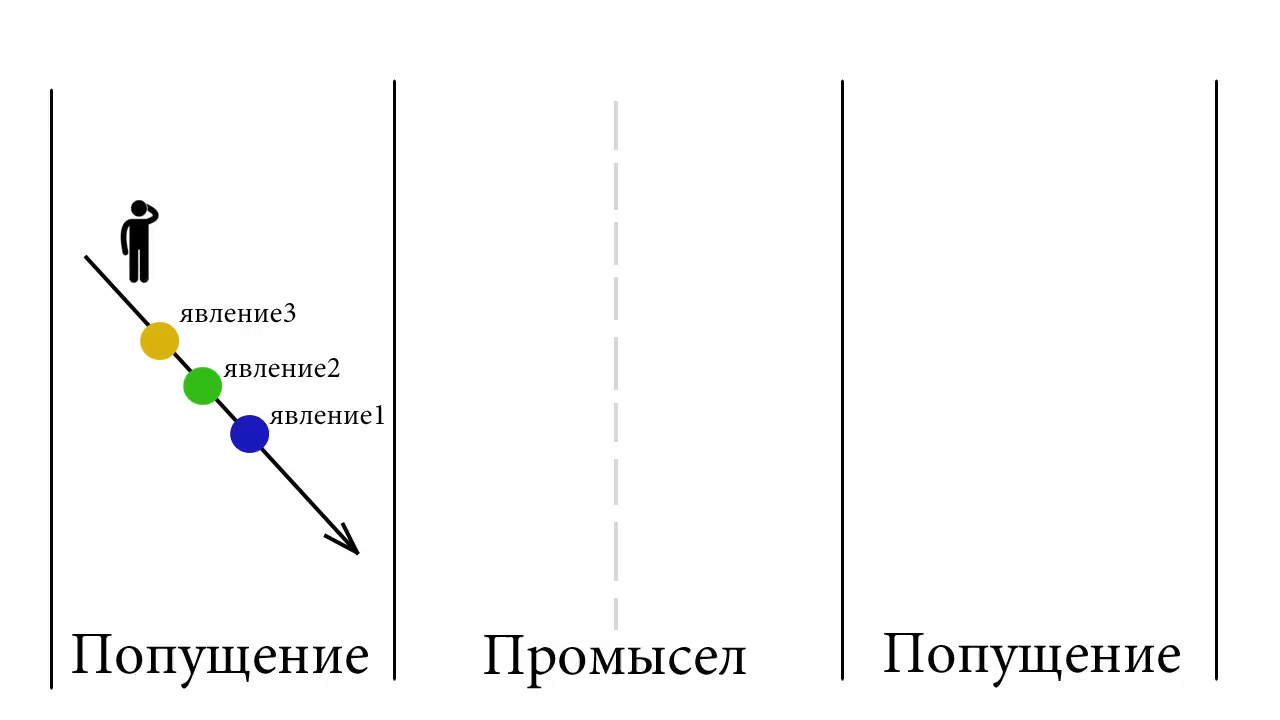 явление3
явление2
явление1
Попущение
Промысел
Попущение